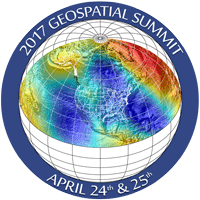 2017 GEOSPATIAL SUMMIT
APRIL 24th & 25th